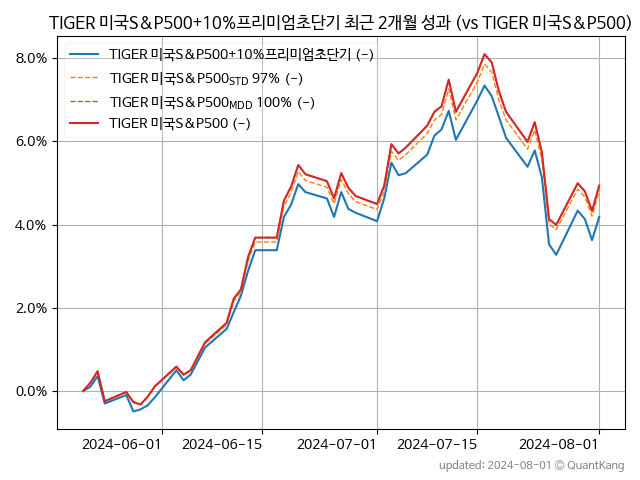 TIGER 미국S&P500+10%프리미엄초단기 최근 2개월 성과 (vs TIGER 미국S&P500)
TIGER 미국S&P500+10%프리미엄초단기 (-)
TIGER 미국S&P500STD 97% (-)
TIGER 미국S&P500MDD 100% (-)
TIGER 미국S&P500 (-)
8.0%
6.0%
4.0%
2.0%
0.0%
2024-06-01 2024-06-15 2024-07-01 2024-07-15 2024-08-01
updated: 2024-08-01 © QuantKang